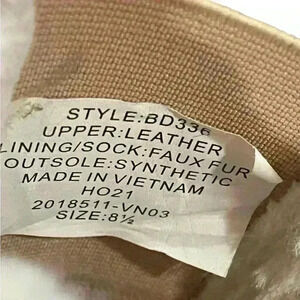 STYLE:BD336
UPPER:LEATHER
LINING/SOCK:FAUX FUR
OUTSOLE:SYNTHETIC
MADE IN VIETNAM
HO21
2018511-VN03
SIZE:8½